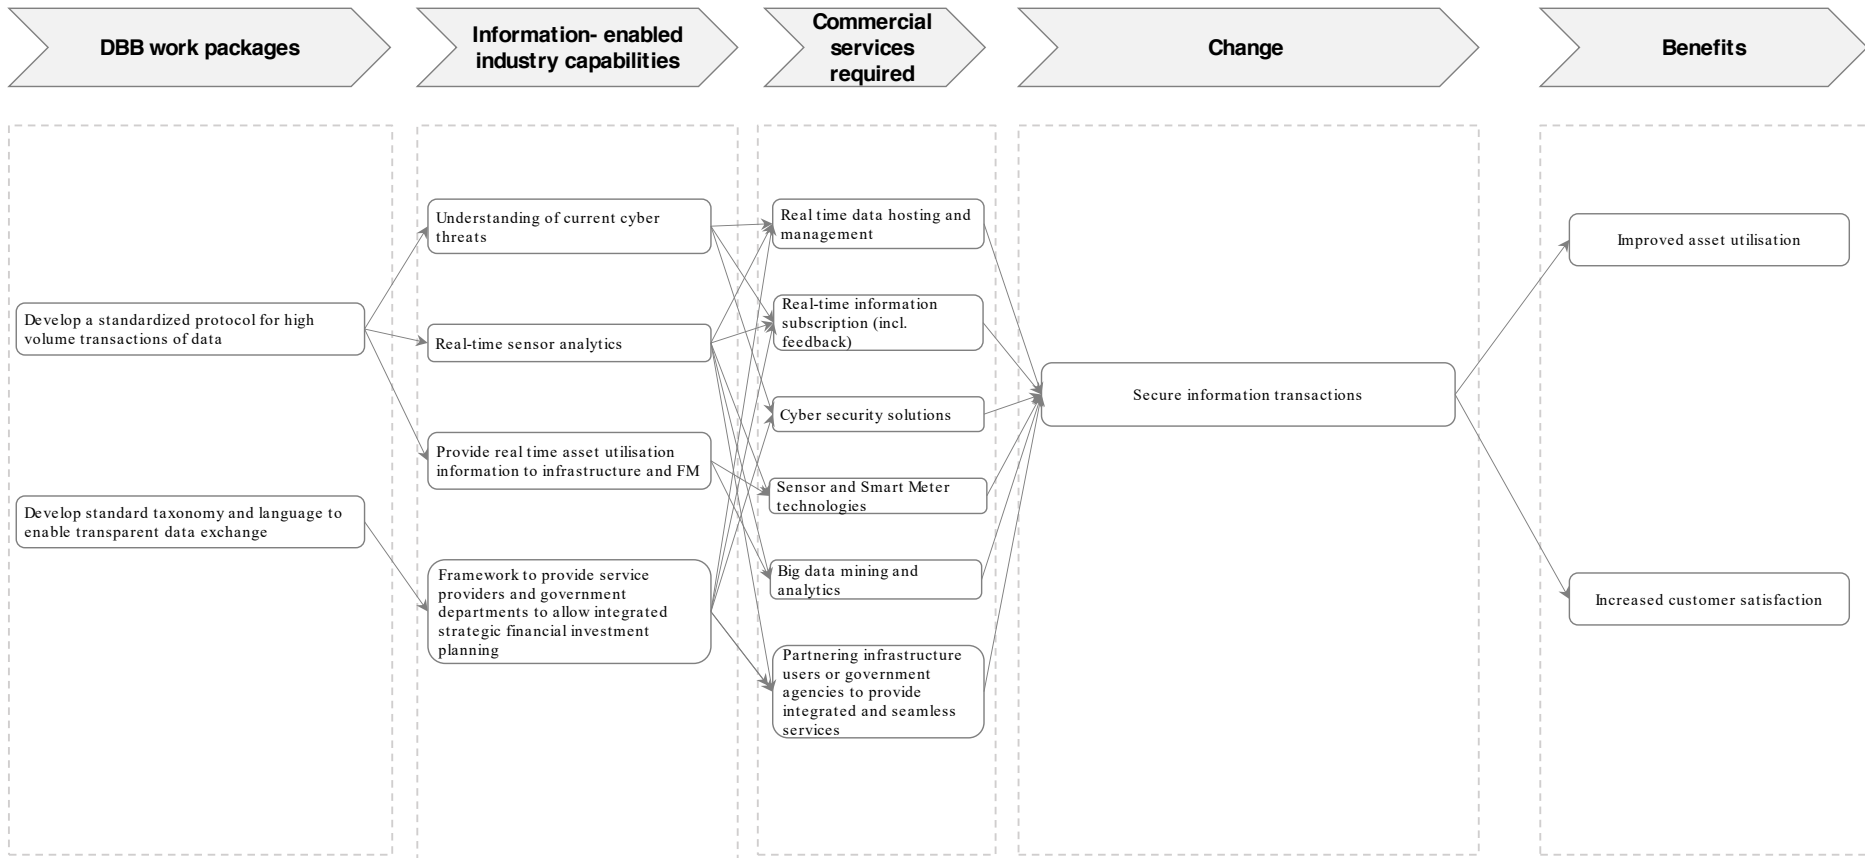 DBB work packages
Information- enabled
industry capabilities
Commercial
services
required
Change
Benefits
Develop a standardized protocol for high
volume transactions of data
Develop standard taxonomy and language to
enable transparent data exchange
Understanding of current cyber
threats
Real-time sensor analytics
Provide real time asset utilisation
information to infrastructure and FM
Framework to provide service
providers and government
departments to allow integrated
strategic financial investment
planning
Real time data hosting and
management
Real-time information
subscription (incl.
feedback)
Cyber security solutions
Sensor and Smart Meter
technologies
Big data mining and
analytics
Partnering infrastructure
users or government
agencies to provide
integrated and seamless
services
Secure information transactions
Improved asset utilisation
Increased customer satisfaction